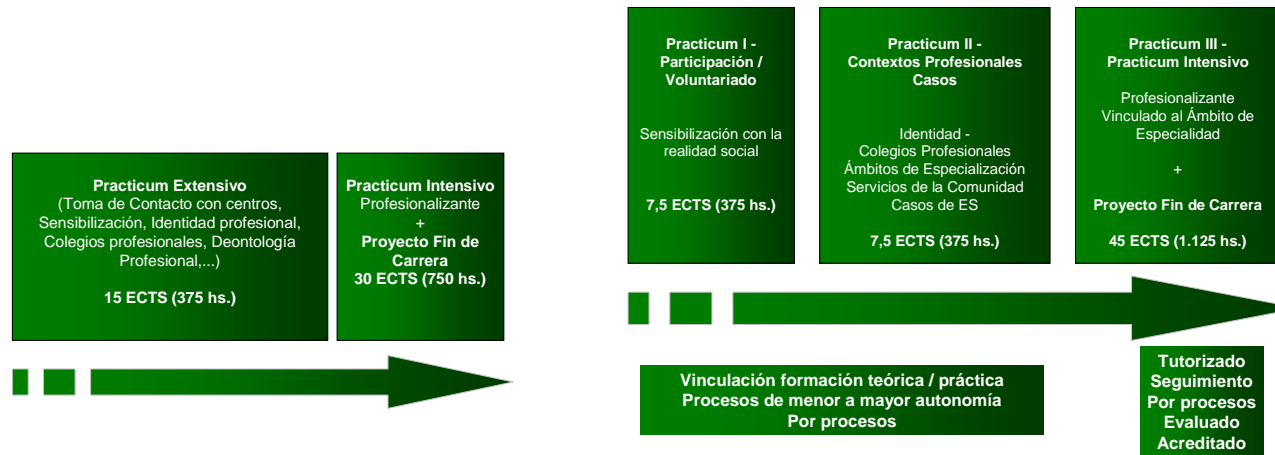 Practicum Extensivo
(Toma de Contacto con centros,
Sensibilización, Identidad profesional,
Colegios profesionales, Deontología
Profesional,...)
15 ECTS (375 hs.)
Practicum Intensivo
Profesionalizante
+
Proyecto Fin de
Carrera
30 ECTS (750 hs.)
Practicum I -
Participación /
Voluntariado
Sensibilización con la
realidad social
7,5 ECTS (375 hs.)
Practicum II -
Contextos Profesionales
Casos
Identidad -
Colegios Profesionales
Ámbitos de Especialización
Servicios de la Comunidad
Casos de ES
7,5 ECTS (375 hs.)
Practicum III -
Practicum Intensivo
Profesionalizante
Vinculado al Ámbito de
Especialidad
+
Proyecto Fin de Carrera
45 ECTS (1.125 hs.)
Vinculación formación teórica / práctica
Procesos de menor a mayor autonomía
Por procesos
Tutorizado
Seguimiento
Por procesos
Evaluado
Acreditado